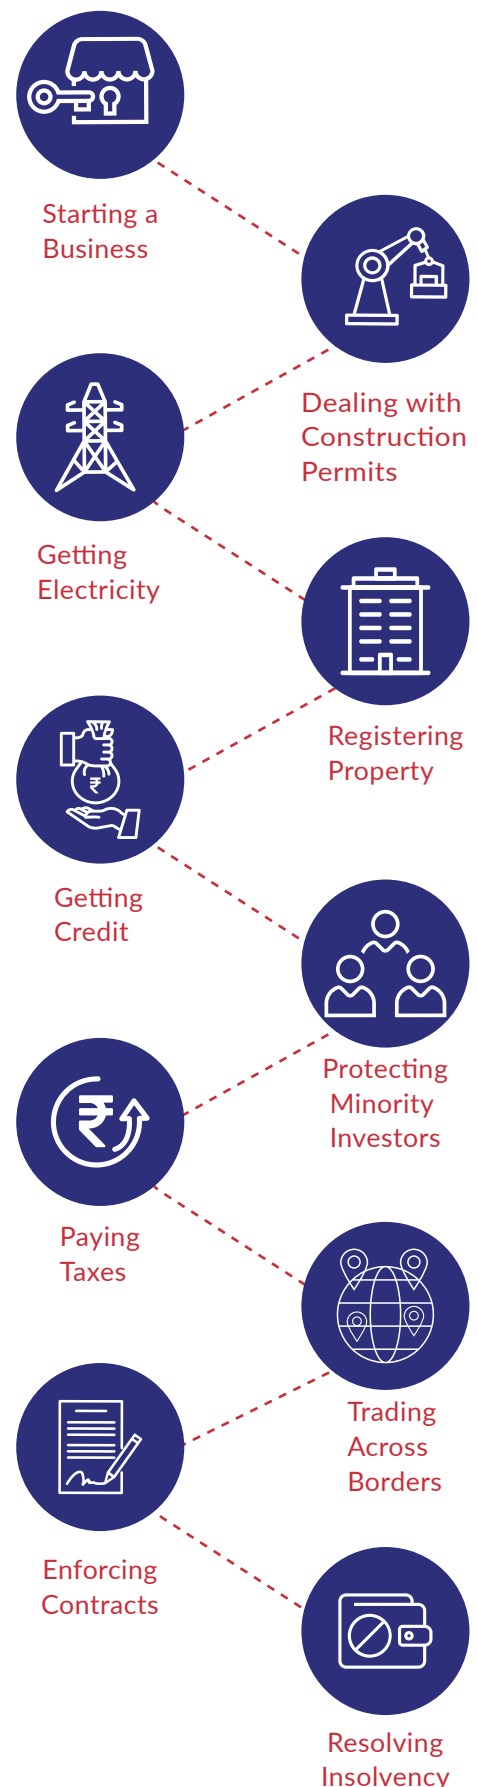 Starting a
Business
Dealing with
Construction
Permits
Getting
Electricity
Registering
Property
₹
Getting
Credit
Protecting
Minority
Investors
₹
Paying
Taxes
Trading
Across
Borders
Enforcing
Contracts
Resolving
Insolvency